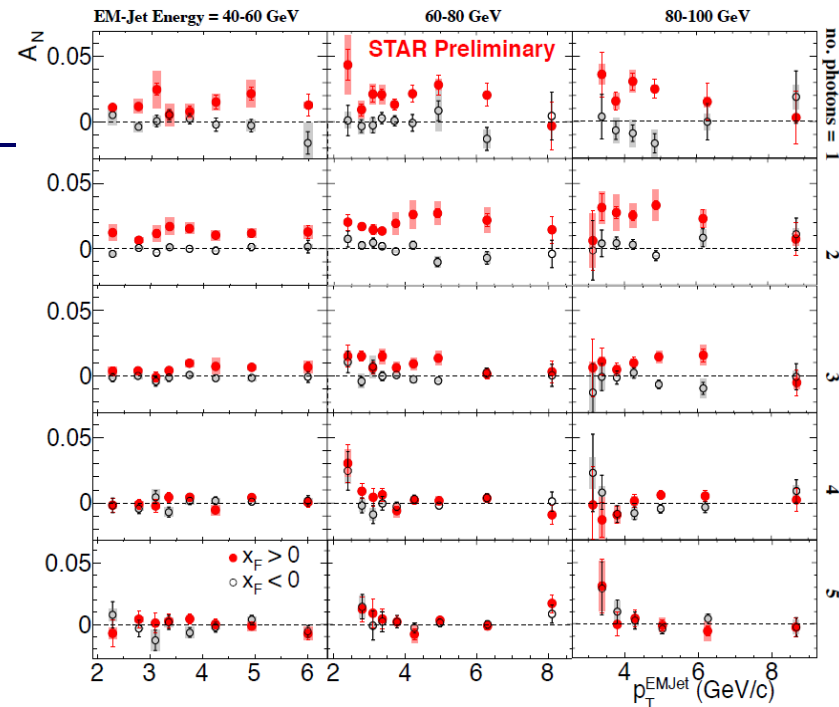 EM-Jet Energy = 40-60 GeV 60-80 GeV 80-100 GeV
A_N
0.05
0
STAR Preliminary
no. photons = 1
0.05
0
2
0.05
0
3
0.05
0
4
0.05
0
x_F > 0
x_F < 0
5
2 3 4 5 6 2 4 6 8 4 6 8
p_T^EMJet (GeV/c)